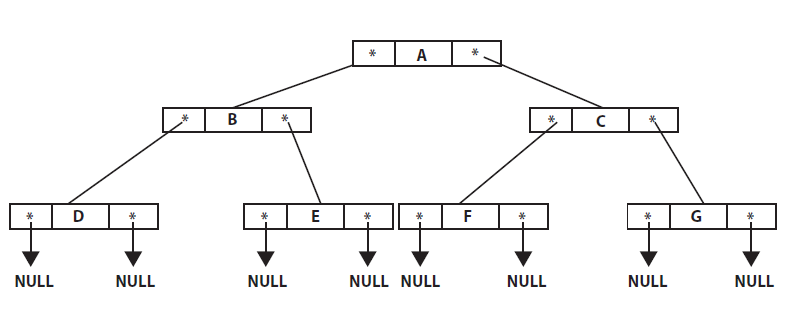 * A *
* B * * C *
* D * * E * * F * * G *
NULL NULL NULL NULL NULL NULL NULL NULL